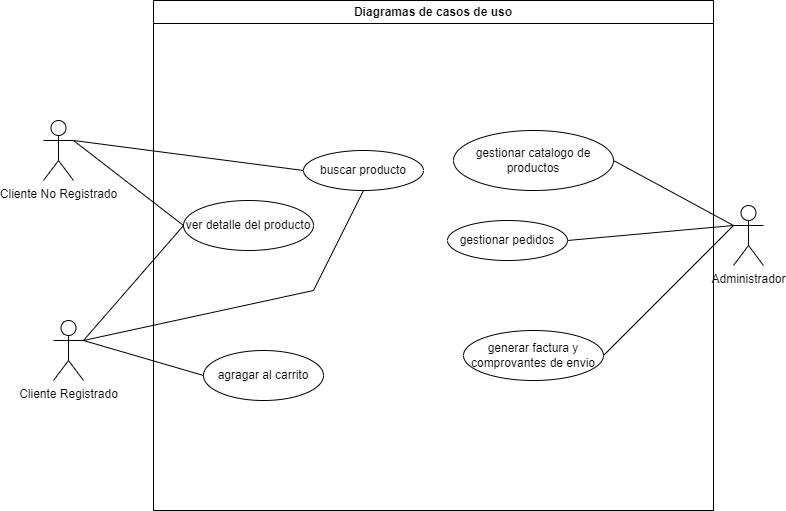 Diagramas de casos de uso
Cliente No Registrado
buscar producto
gestionar catalogo de
productos
ver detalle del producto
gestionar pedidos
Administrador
Cliente Registrado
agragar al carrito
generar factura y
comprovantes de envio